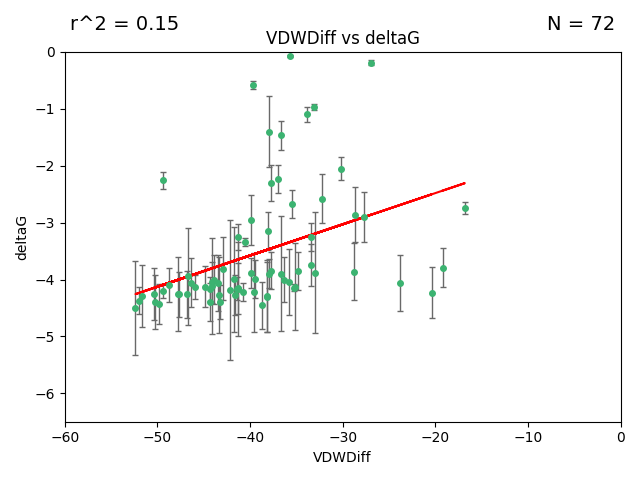 r^2 = 0.15
N = 72
VDWDiff vs deltaG
0
−1
−2
−3
−4
−5
−6
deltaG
−60 −50 −40 −30 −20 −10 0
VDWDiff